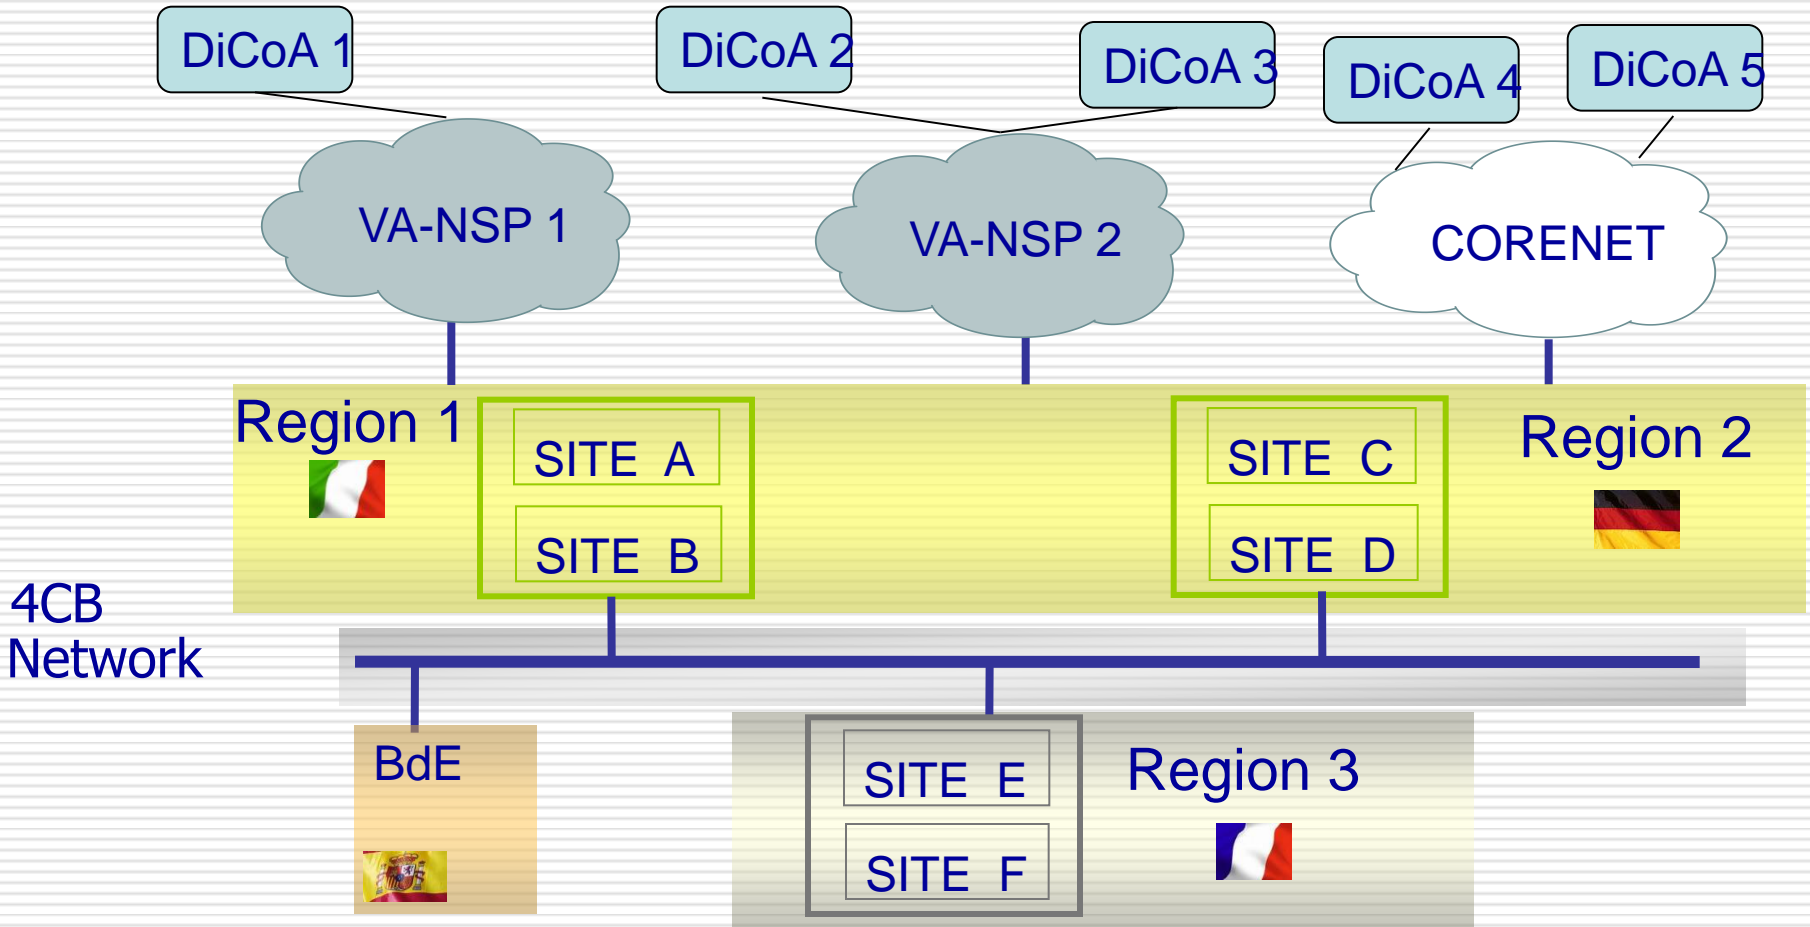 DiCoA 1
DiCoA 2
DiCoA 3
DiCoA 4
DiCoA 5
VA-NSP 1
VA-NSP 2
CORENET
Region 1
SITE A
SITE B
SITE C
SITE D
Region 2
4CB
Network
BdE
SITE E
SITE F
Region 3